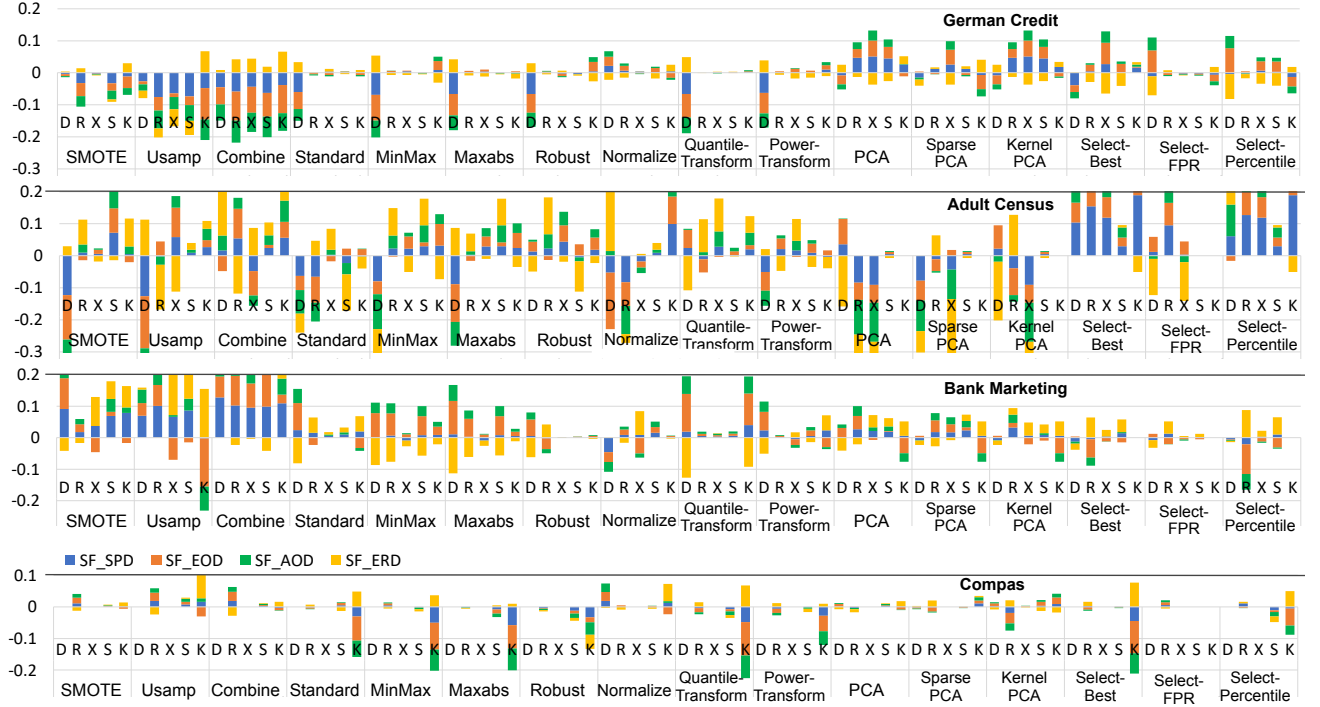 0.2
German Credit
0.1
0
-0.1
D R X S K D R X S K D R X S K D R X S K D R X S K D R X S K D R X S K D R X S K D R X S K D R X S K D R X S K D R X S K D R X S K D R X S K D R X S K D R X S K
-0.2
SMOTE Usamp Combine Standard MinMax Maxabs Robust Normalize Quantile- Power- PCA Sparse Kernel Select- Select- Select-
Transform Transform PCA PCA Best FPR Percentile
-0.3
0.2
Adult Census
0.1
0
-0.1
D R X S K D R X S K D R X S K D R X S K D R X S K D R X S K D R X S K D R X S K D R X S K D R X S K D R X S K D R X S K D R X S K D R X S K D R X S K D R X S K
-0.2
SMOTE Usamp Combine Standard MinMax Maxabs Robust Normalize Quantile- Power- PCA Sparse Kernel Select- Select- Select-
Transform Transform PCA PCA Best FPR Percentile
-0.3
0.2
Bank Marketing
0.1
0
-0.1
D R X S K D R X S K D R X S K D R X S K D R X S K D R X S K D R X S K D R X S K D R X S K D R X S K D R X S K D R X S K D R X S K D R X S K D R X S K D R X S K
-0.2
SMOTE Usamp Combine Standard MinMax Maxabs Robust Normalize Quantile- Power- PCA Sparse Kernel Select- Select- Select-
Transform Transform PCA PCA Best FPR Percentile
SF_SPD SF_EOD SF_AOD SF_ERD
0.1
Compas
0
-0.1
D R X S K D R X S K D R X S K D R X S K D R X S K D R X S K D R X S K D R X S K D R X S K D R X S K D R X S K D R X S K D R X S K D R X S K D R X S K D R X S K
-0.2
SMOTE Usamp Combine Standard MinMax Maxabs Robust Normalize Quantile- Power- PCA Sparse Kernel Select- Select- Select-
Transform Transform PCA PCA Best FPR Percentile